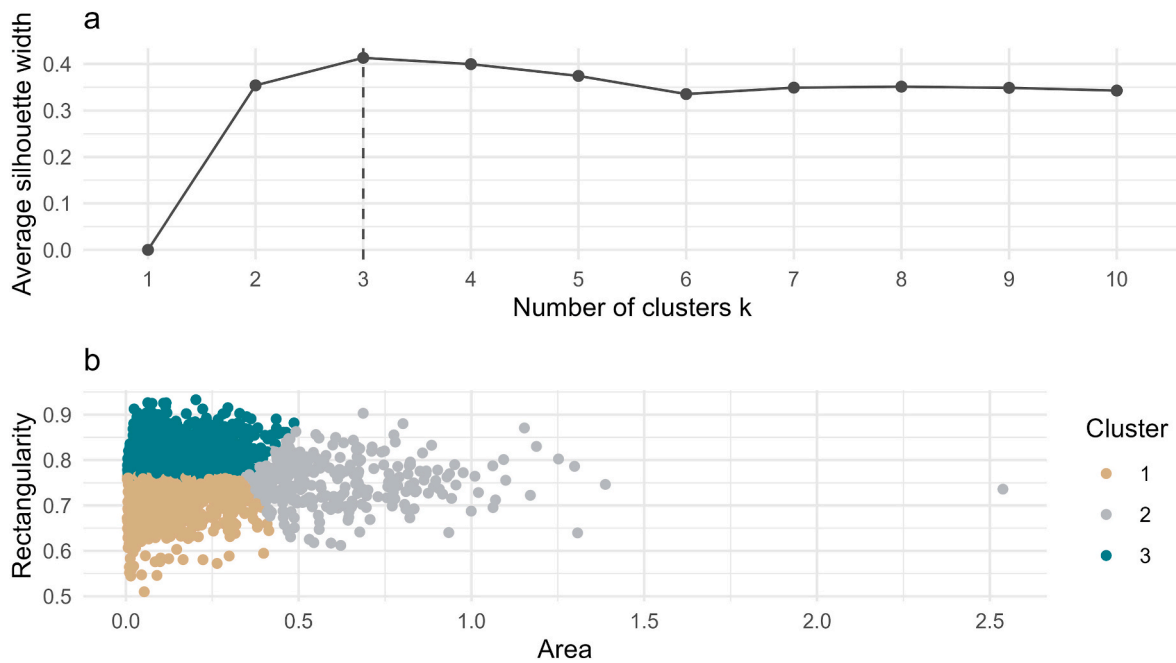 a
Average silhouette width
0.4
0.3
0.2
0.1
0.0
1 2 3 4 5 6 7 8 9 10
Number of clusters k
b
Rectangularity
0.9
0.8
0.7
0.6
0.5
0.0 0.5 1.0 1.5 2.0 2.5
Area
Cluster
1
2
3